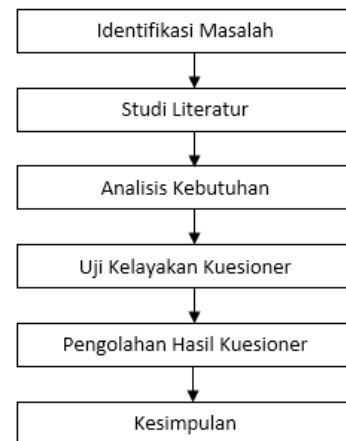 Identifikasi Masalah
Studi Literatur
Analisis Kebutuhan
Uji Kelayakan Kuesioner
Pengolahan Hasil Kuesioner
Kesimpulan